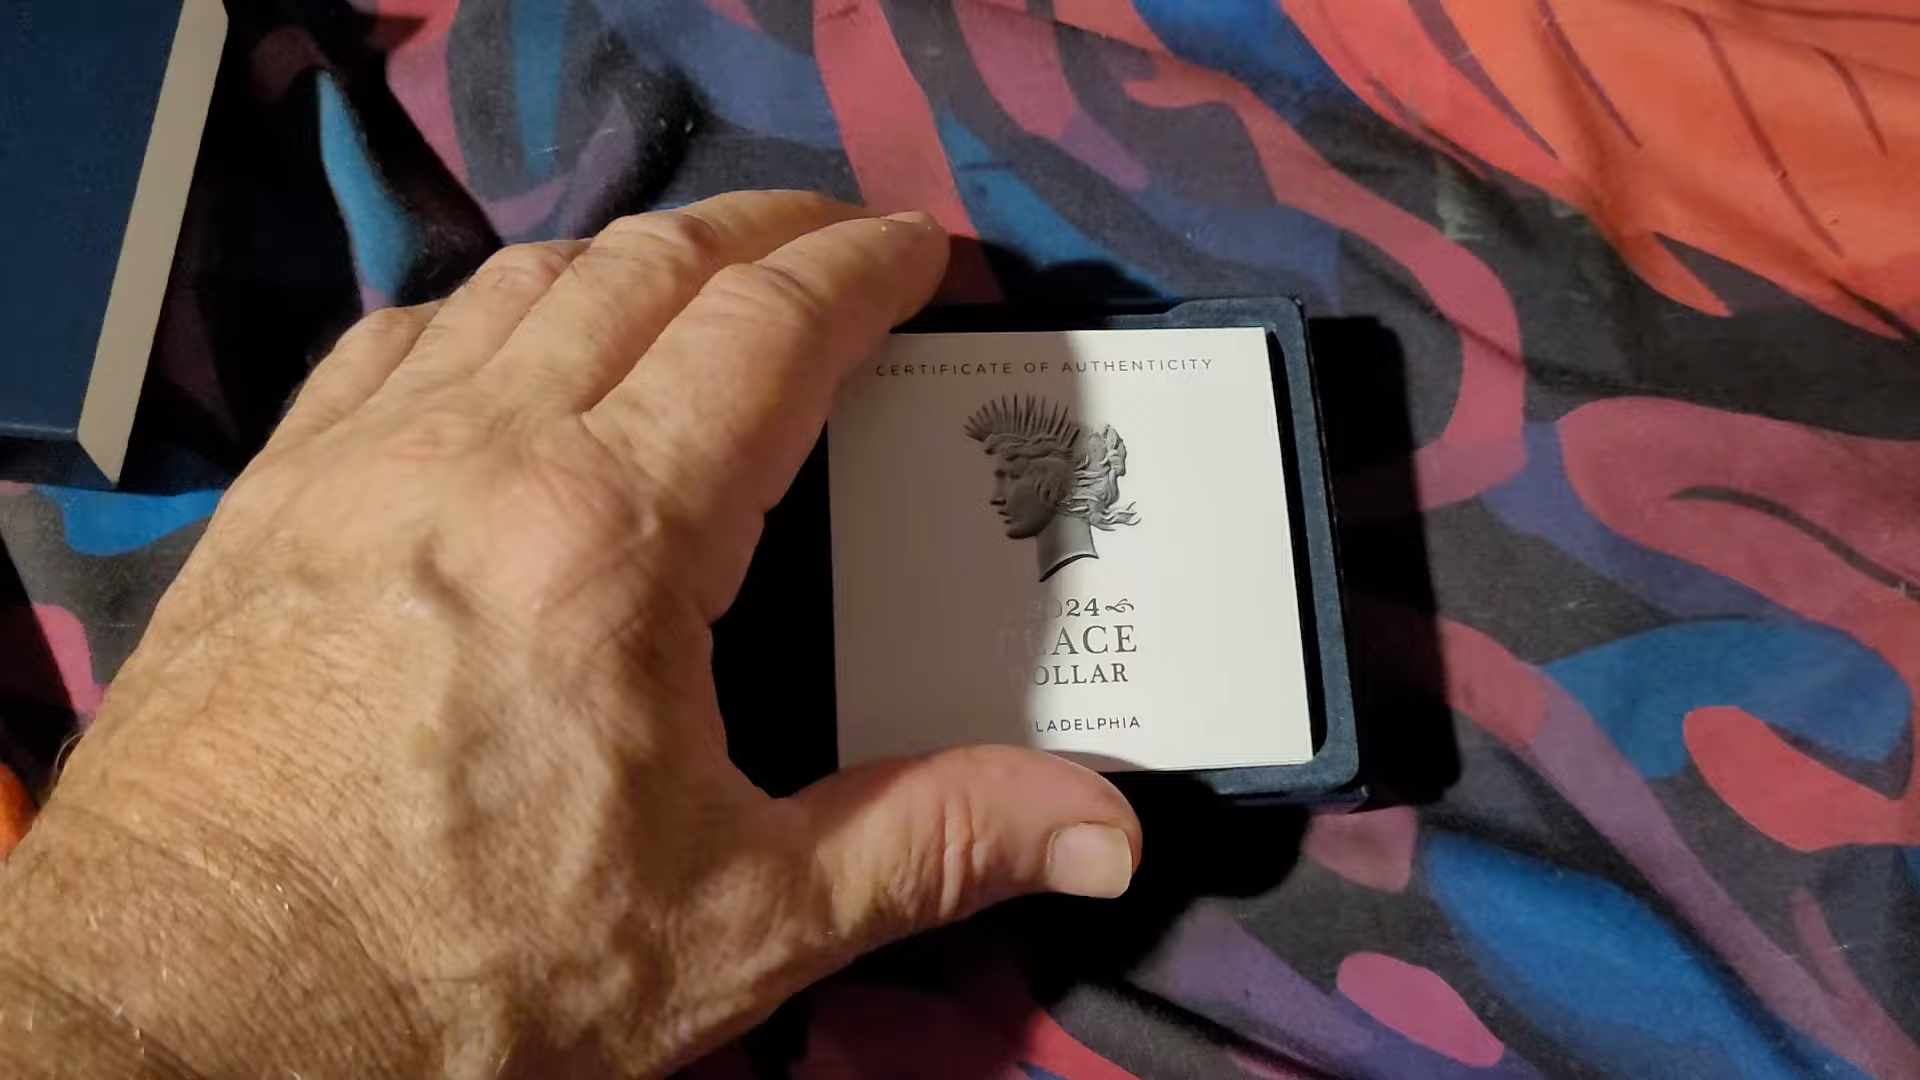 CERTIFICATE OF AUTHENTICITY
2024
PEACE
DOLLAR
LADELPHIA